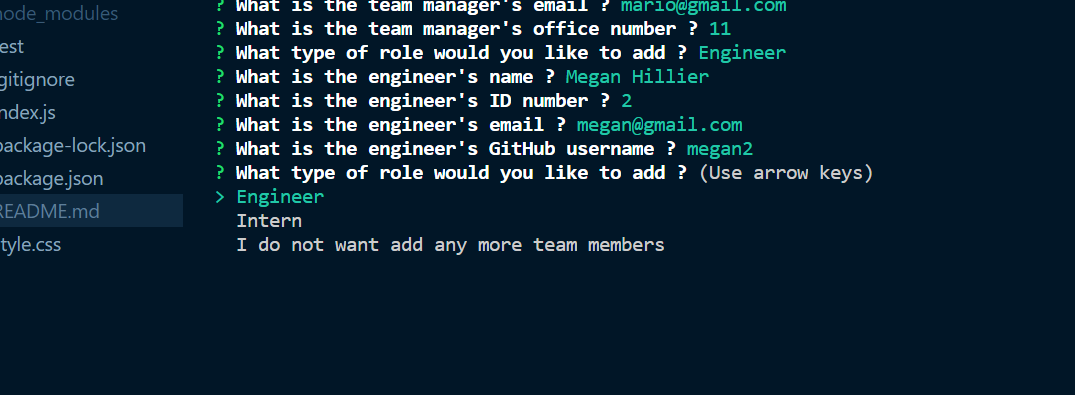 node_modules
est
gitignore
ndex.js
package-lock.json
package.json
README.md
tyle.css
? What is the team manager's email ? mario@gmail.com
? What is the team manager's office number ? 11
? What type of role would you like to add ? Engineer
? What is the engineer's name ? Megan Hillier
? What is the engineer's ID number ? 2
? What is the engineer's email ? megan@gmail.com
? What is the engineer's GitHub username ? megan2
? What type of role would you like to add ? (Use arrow keys)
> Engineer
Intern
I do not want add any more team members